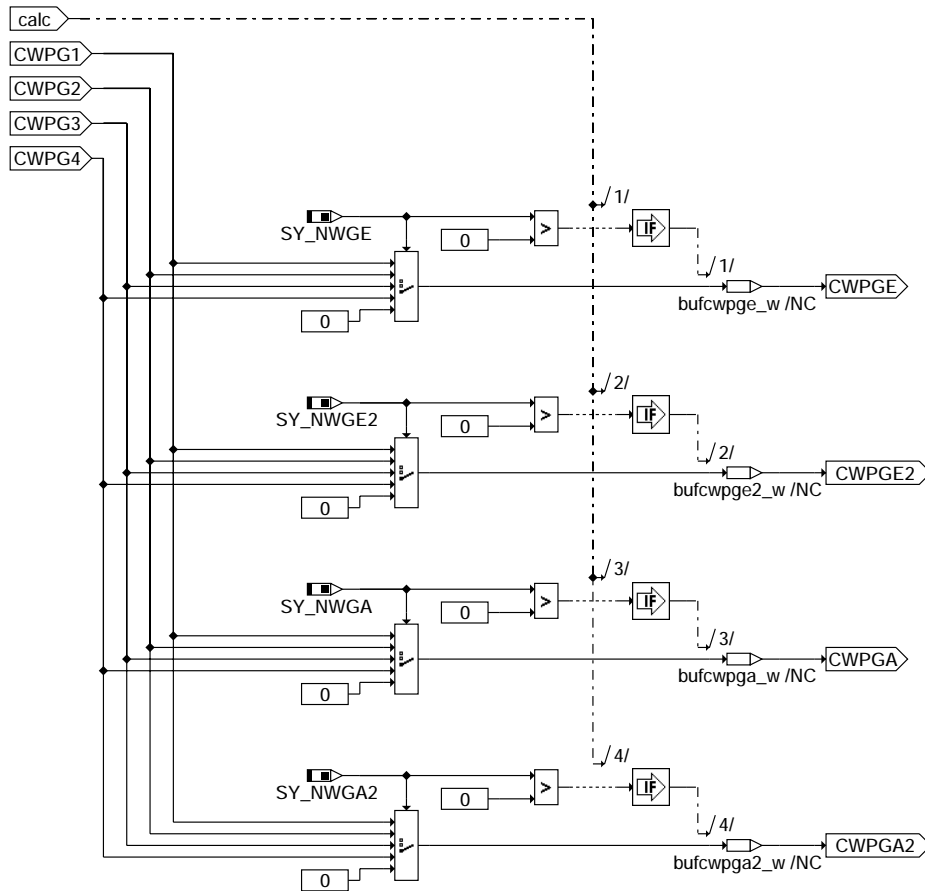 calc
CWPG1
CWPG2
CWPG3
CWPG4
/1/
SY_NWGE
0
>
IF
/1/
0
bufcwpge_w /NC
CWPGE
/2/
SY_NWGE2
0
>
IF
/2/
0
bufcwpge2_w /NC
CWPGE2
/3/
SY_NWGA
0
>
IF
/3/
0
bufcwpga_w /NC
CWPGA
/4/
SY_NWGA2
0
>
IF
/4/
0
bufcwpga2_w /NC
CWPGA2